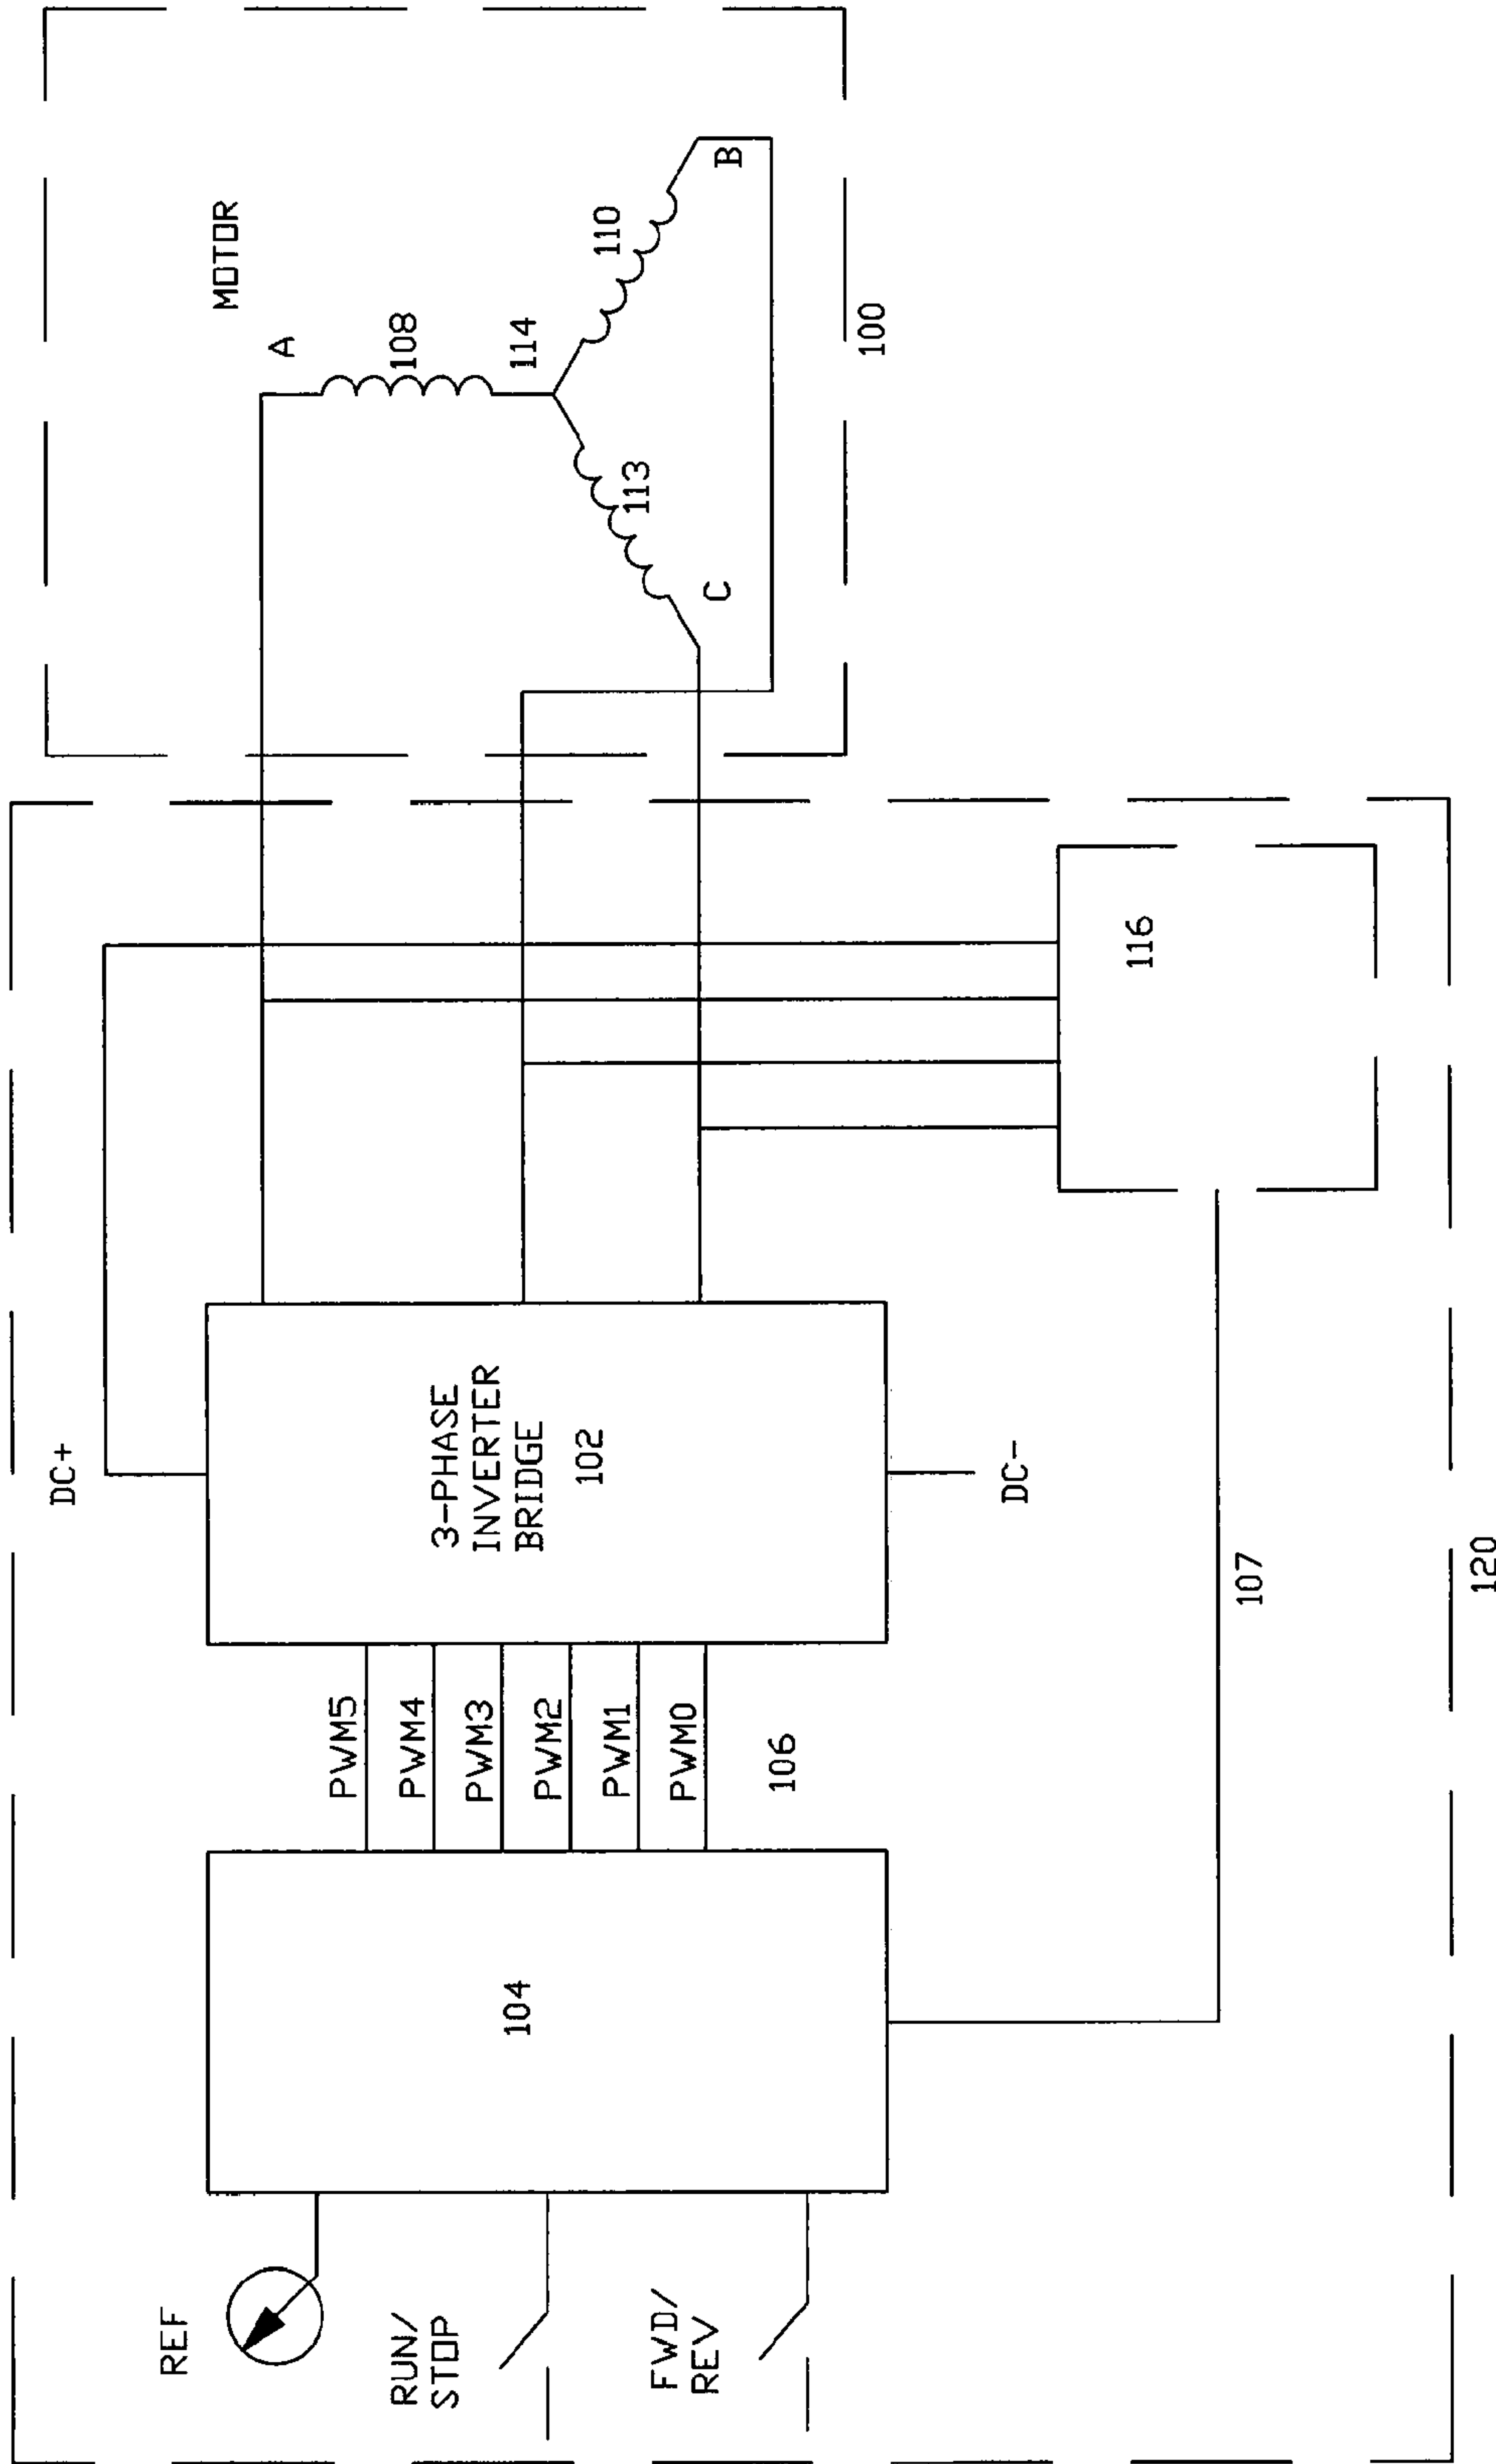 REF
RUN/
STOP
FWD/
REV
104
PWM5
PWM4
PWM3
PWM2
PWM1
PWM0
106
DC+
3-PHASE
INVERTER
BRIDGE
102
DC-
107
120
116
MOTOR
A
108
114
110
B
113
C
100